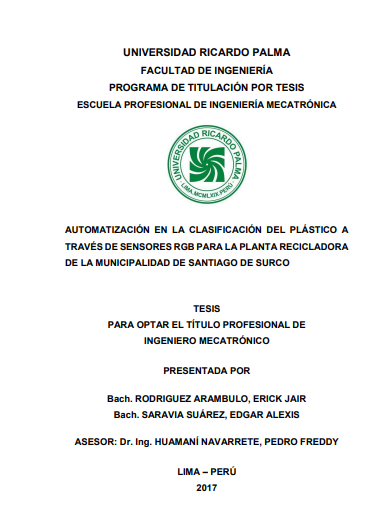 UNIVERSIDAD RICARDO PALMA
FACULTAD DE INGENIERÍA
PROGRAMA DE TITULACIÓN POR TESIS
ESCUELA PROFESIONAL DE INGENIERÍA MECATRÓNICA
UNIVERSIDAD RICARDO PALMA
LIMA, MCMLXIX, PERÚ
AUTOMATIZACIÓN EN LA CLASIFICACIÓN DEL PLÁSTICO A
TRAVÉS DE SENSORES RGB PARA LA PLANTA RECICLADORA
DE LA MUNICIPALIDAD DE SANTIAGO DE SURCO
TESIS
PARA OPTAR EL TÍTULO PROFESIONAL DE
INGENIERO MECATRÓNICO
PRESENTADA POR
Bach. RODRIGUEZ ARAMBULO, ERICK JAIR
Bach. SARAVIA SUÁREZ, EDGAR ALEXIS
ASESOR: Dr. Ing. HUAMANÍ NAVARRETE, PEDRO FREDDY
LIMA – PERÚ
2017